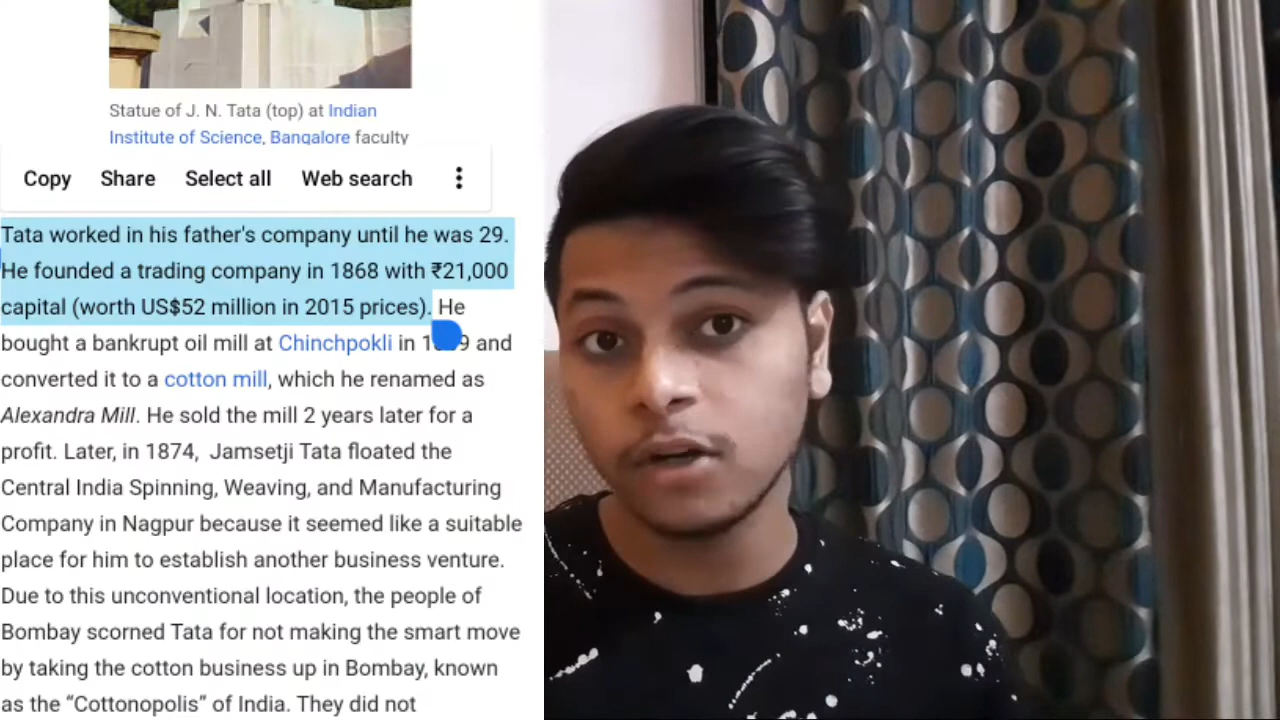 Statue of J. N. Tata (top) at Indian
Institute of Science, Bangalore faculty
Copy Share Select all Web search
Tata worked in his father's company until he was 29.
He founded a trading company in 1868 with ₹21,000
capital (worth US$52 million in 2015 prices). He
bought a bankrupt oil mill at Chinchpokli in and
converted it to a cotton mill, which he renamed as
Alexandra Mill. He sold the mill 2 years later for a
profit. Later, in 1874, Jamsetji Tata floated the
Central India Spinning, Weaving, and Manufacturing
Company in Nagpur because it seemed like a suitable
place for him to establish another business venture.
Due to this unconventional location, the people of
Bombay scorned Tata for not making the smart move
by taking the cotton business up in Bombay, known
as the “Cottonopolis” of India. They did not